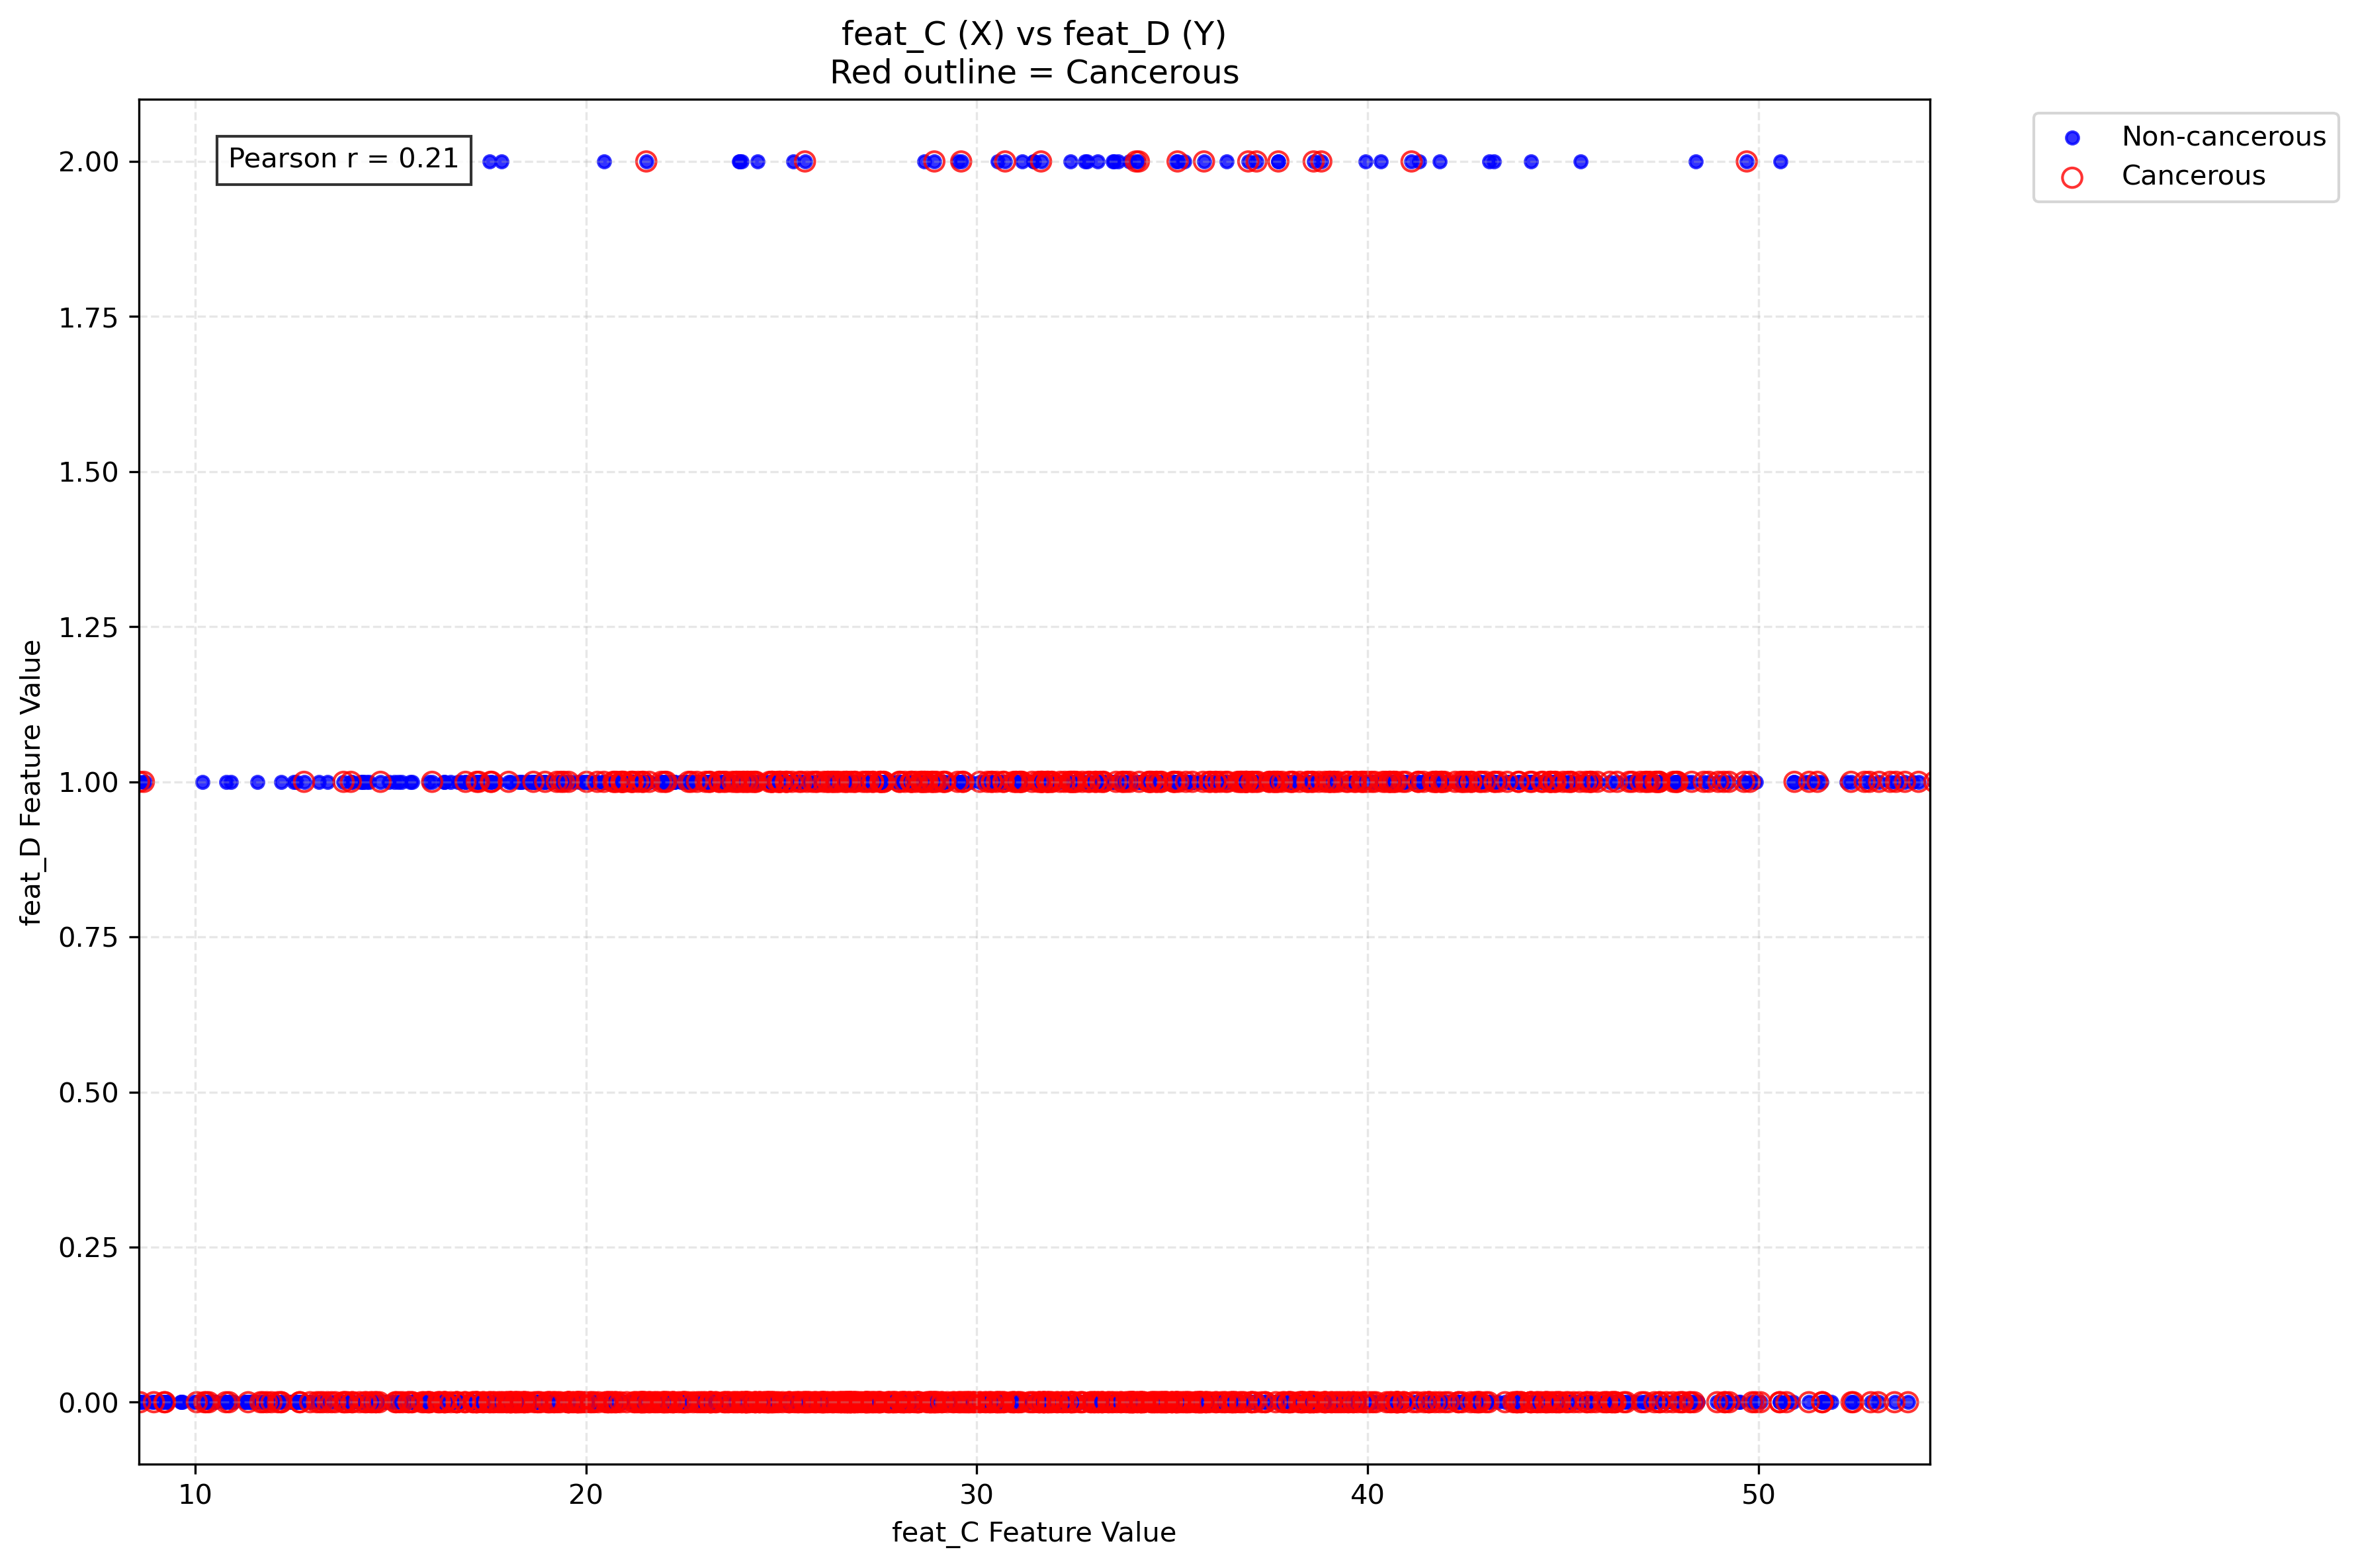 feat_C (X) vs feat_D (Y)
Red outline = Cancerous
Pearson r = 0.21
Non-cancerous
Cancerous
2.00
1.75
1.50
1.25
1.00
0.75
0.50
0.25
0.00
feat_D Feature Value
10 20 30 40 50
feat_C Feature Value